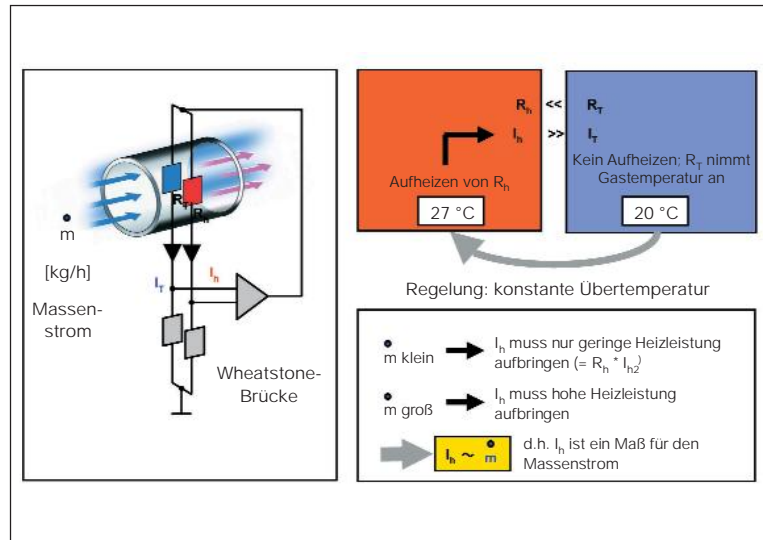 R_T
R_h
ṁ
[kg/h]
Massen-
strom
I_T
I_h
Wheatstone-
Brücke
R_h << R_T
I_h >> I_T
Aufheizen von R_h
27 °C
Kein Aufheizen; R_T nimmt
Gastemperatur an
20 °C
Regelung: konstante Übertemperatur
ṁ klein I_h muss nur geringe Heizleistung
aufbringen (= R_h * I_h2)
ṁ groß I_h muss hohe Heizleistung
aufbringen
I_h ~ ṁ d.h. I_h ist ein Maß für den
Massenstrom